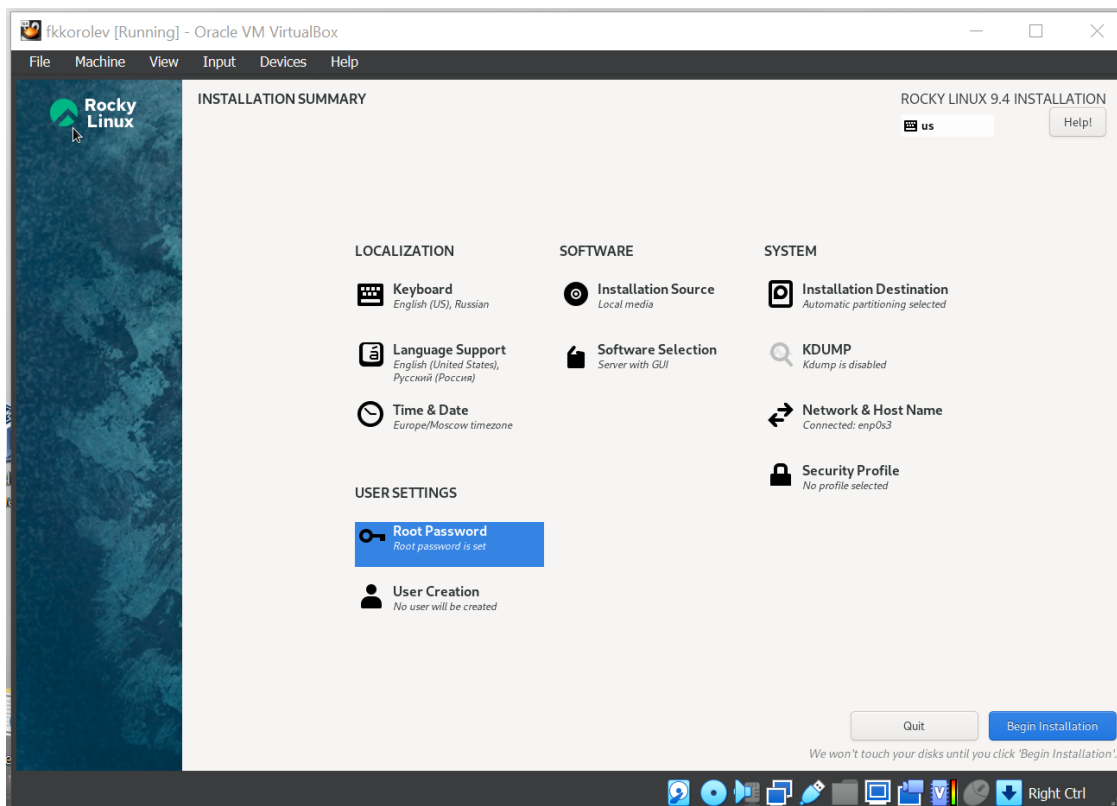 fkkorolev [Running] - Oracle VM VirtualBox
File Machine View Input Devices Help
Rocky
Linux
INSTALLATION SUMMARY
ROCKY LINUX 9.4 INSTALLATION
us
Help!
LOCALIZATION
Keyboard
English (US), Russian
Language Support
English (United States),
Русский (Россия)
Time & Date
Europe/Moscow timezone
SOFTWARE
Installation Source
Local media
Software Selection
Server with GUI
SYSTEM
Installation Destination
Automatic partitioning selected
KDUMP
Kdump is disabled
Network & Host Name
Connected: enp0s3
Security Profile
No profile selected
USER SETTINGS
Root Password
Root password is set
User Creation
No user will be created
Quit
Begin Installation
We won't touch your disks until you click 'Begin Installation'.
Right Ctrl